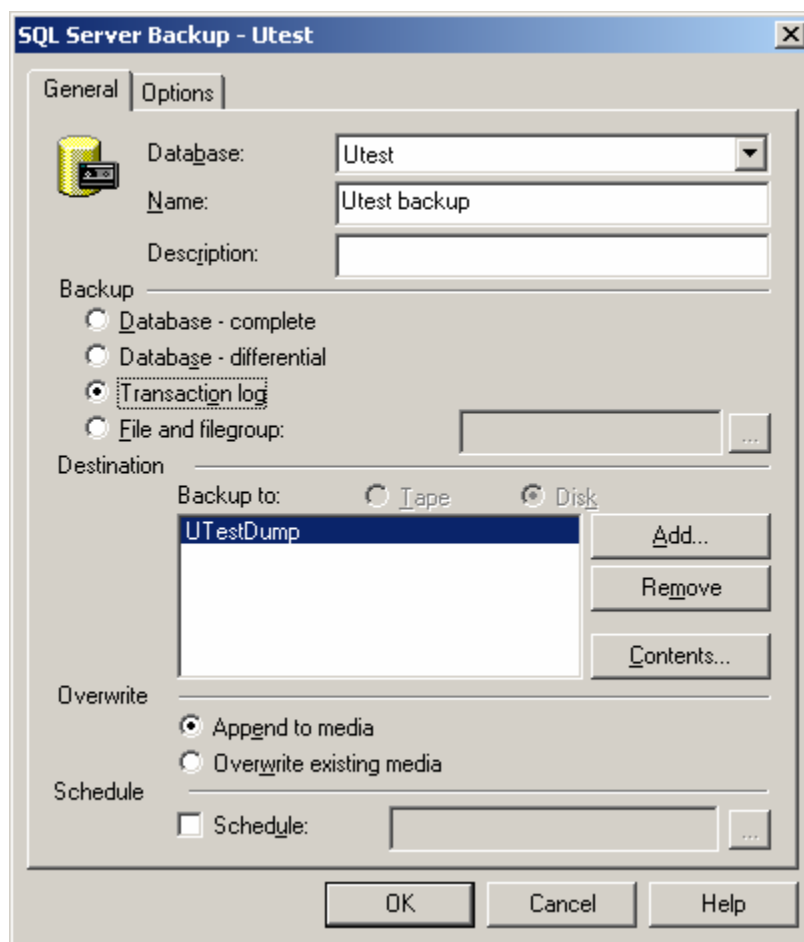 SQL Server Backup - Utest
General Options
Database: Utest
Name: Utest backup
Description:
Backup
Database - complete
Database - differential
Transaction log
File and filegroup: ...
Destination
Backup to: Tape Disk
UTestDump
Add...
Remove
Contents...
Overwrite
Append to media
Overwrite existing media
Schedule
Schedule: ...
OK Cancel Help